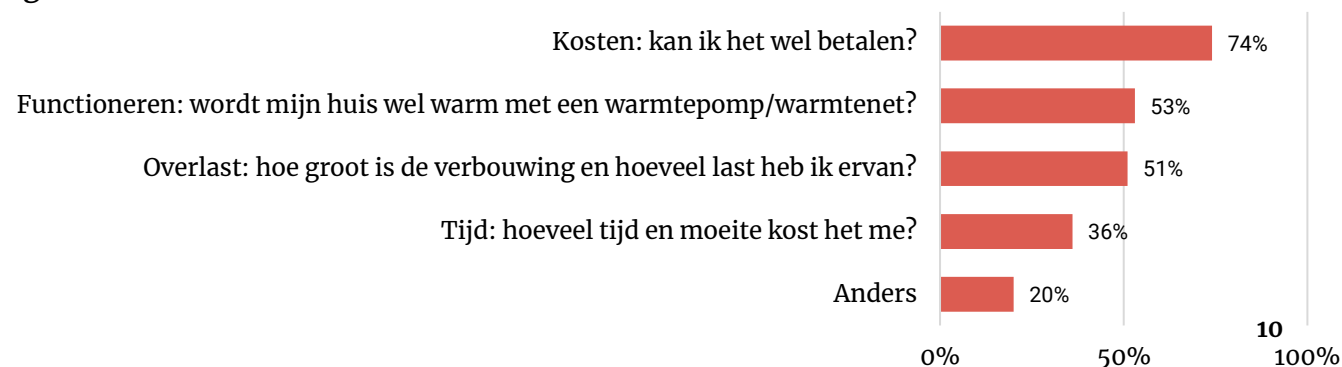 Kosten: kan ik het wel betalen? 74%
Functioneren: wordt mijn huis wel warm met een warmtepomp/warmtenet? 53%
Overlast: hoe groot is de verbouwing en hoeveel last heb ik ervan? 51%
Tijd: hoeveel tijd en moeite kost het me? 36%
Anders 20%
10
0% 50% 100%